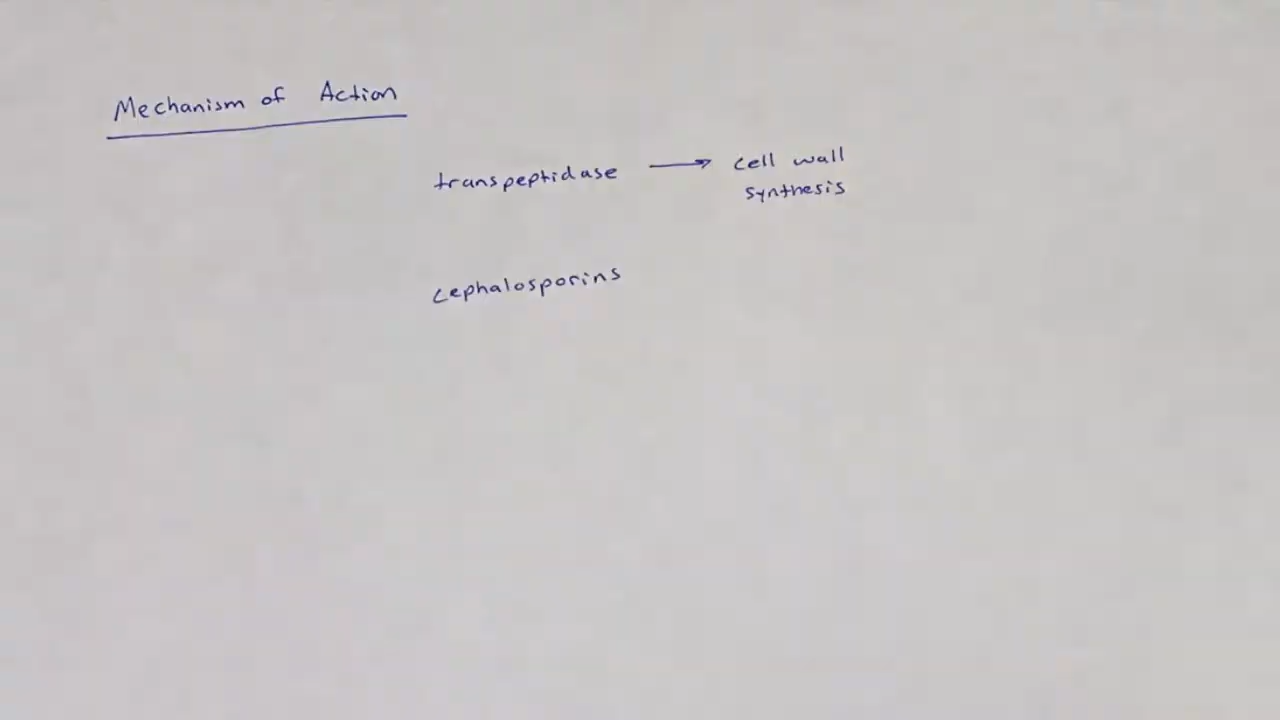 Mechanism of Action
transpeptidase → cell wall
synthesis
cephalosporins